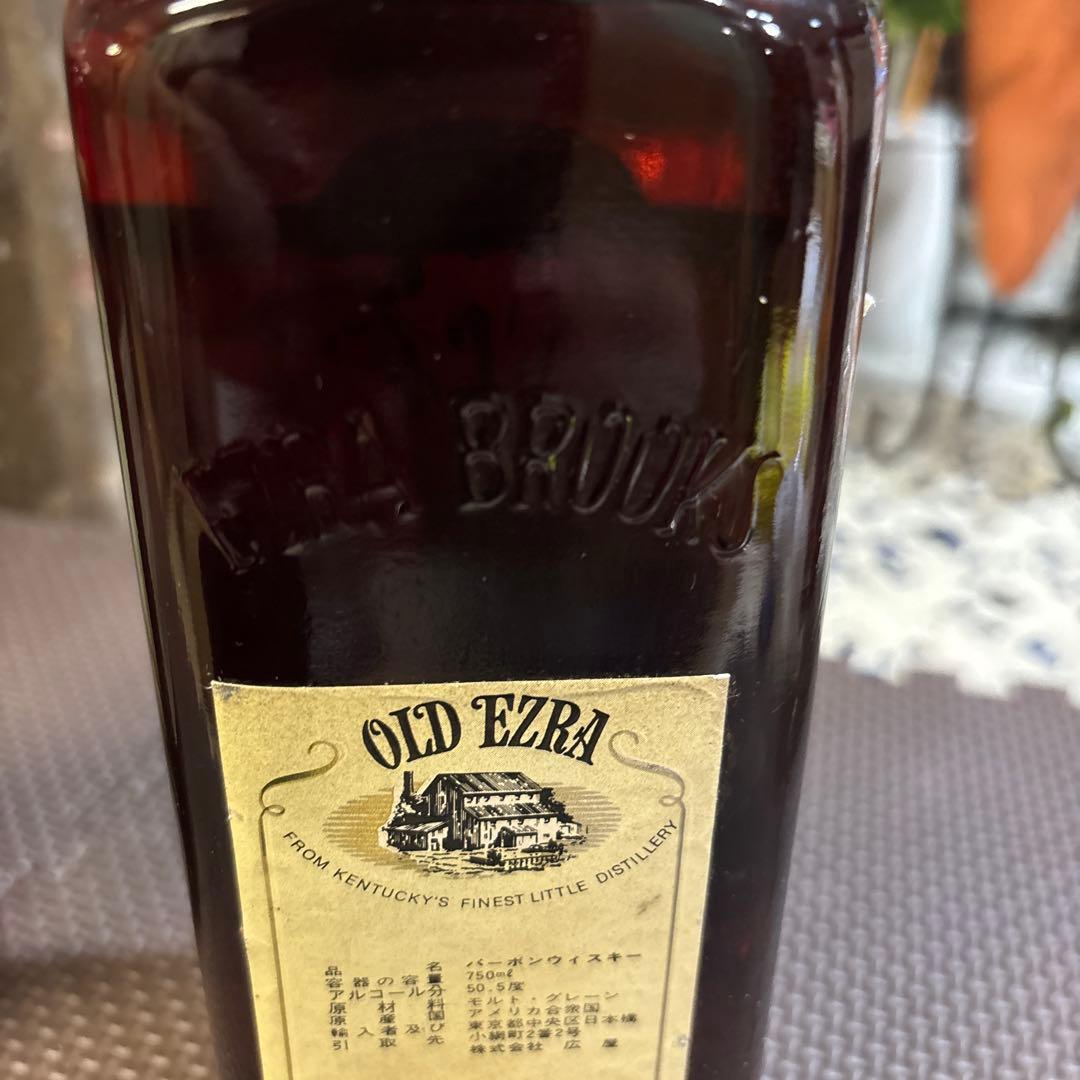 EZRA BROOKS
OLD EZRA
FROM KENTUCKY'S FINEST LITTLE DISTILLERY
品名 バーボンウィスキー
容器の容量 750mℓ
アルコール分 50.5度
原材料 モルト・グレーン
原産国 アメリカ合衆国
輸入者及び 東京都中央区日本橋
引取先 小網町2番2号
株式会社 広屋